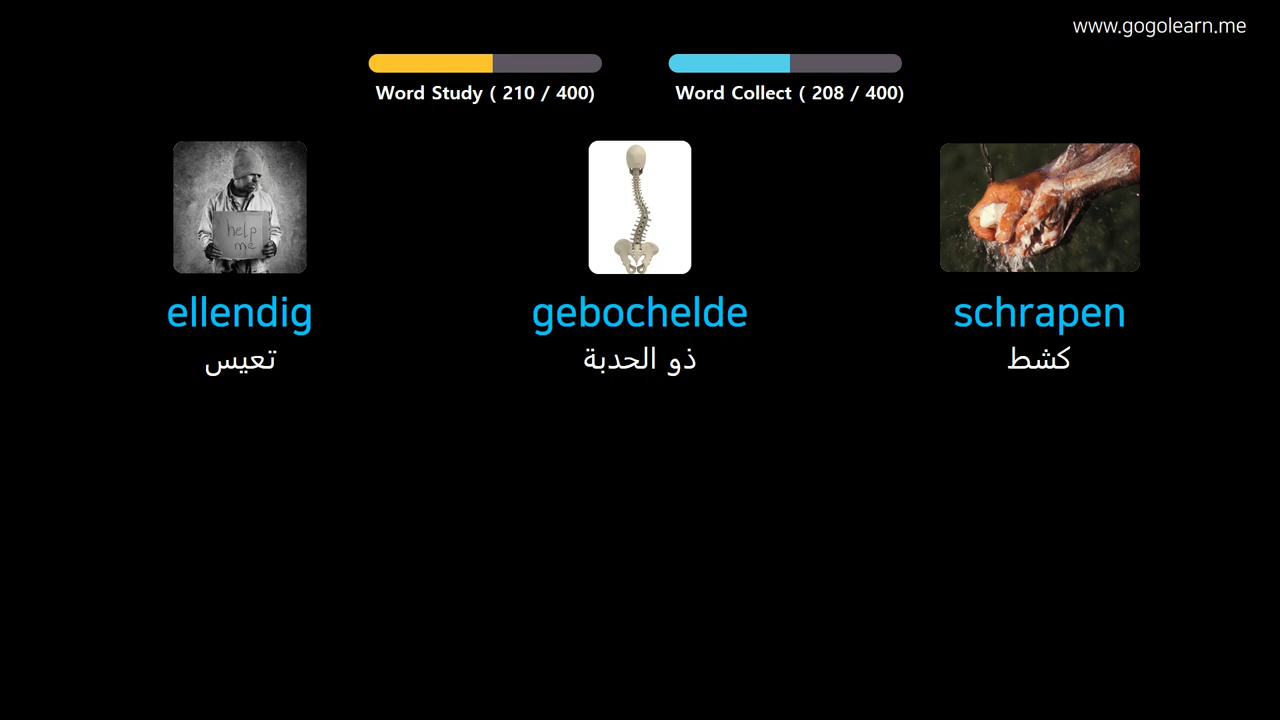 www.gogolearn.me
Word Study ( 210 / 400)
Word Collect ( 208 / 400)
help
me
ellendig
gebochelde
schrapen
تعيس
ذو الحدبة
كشط